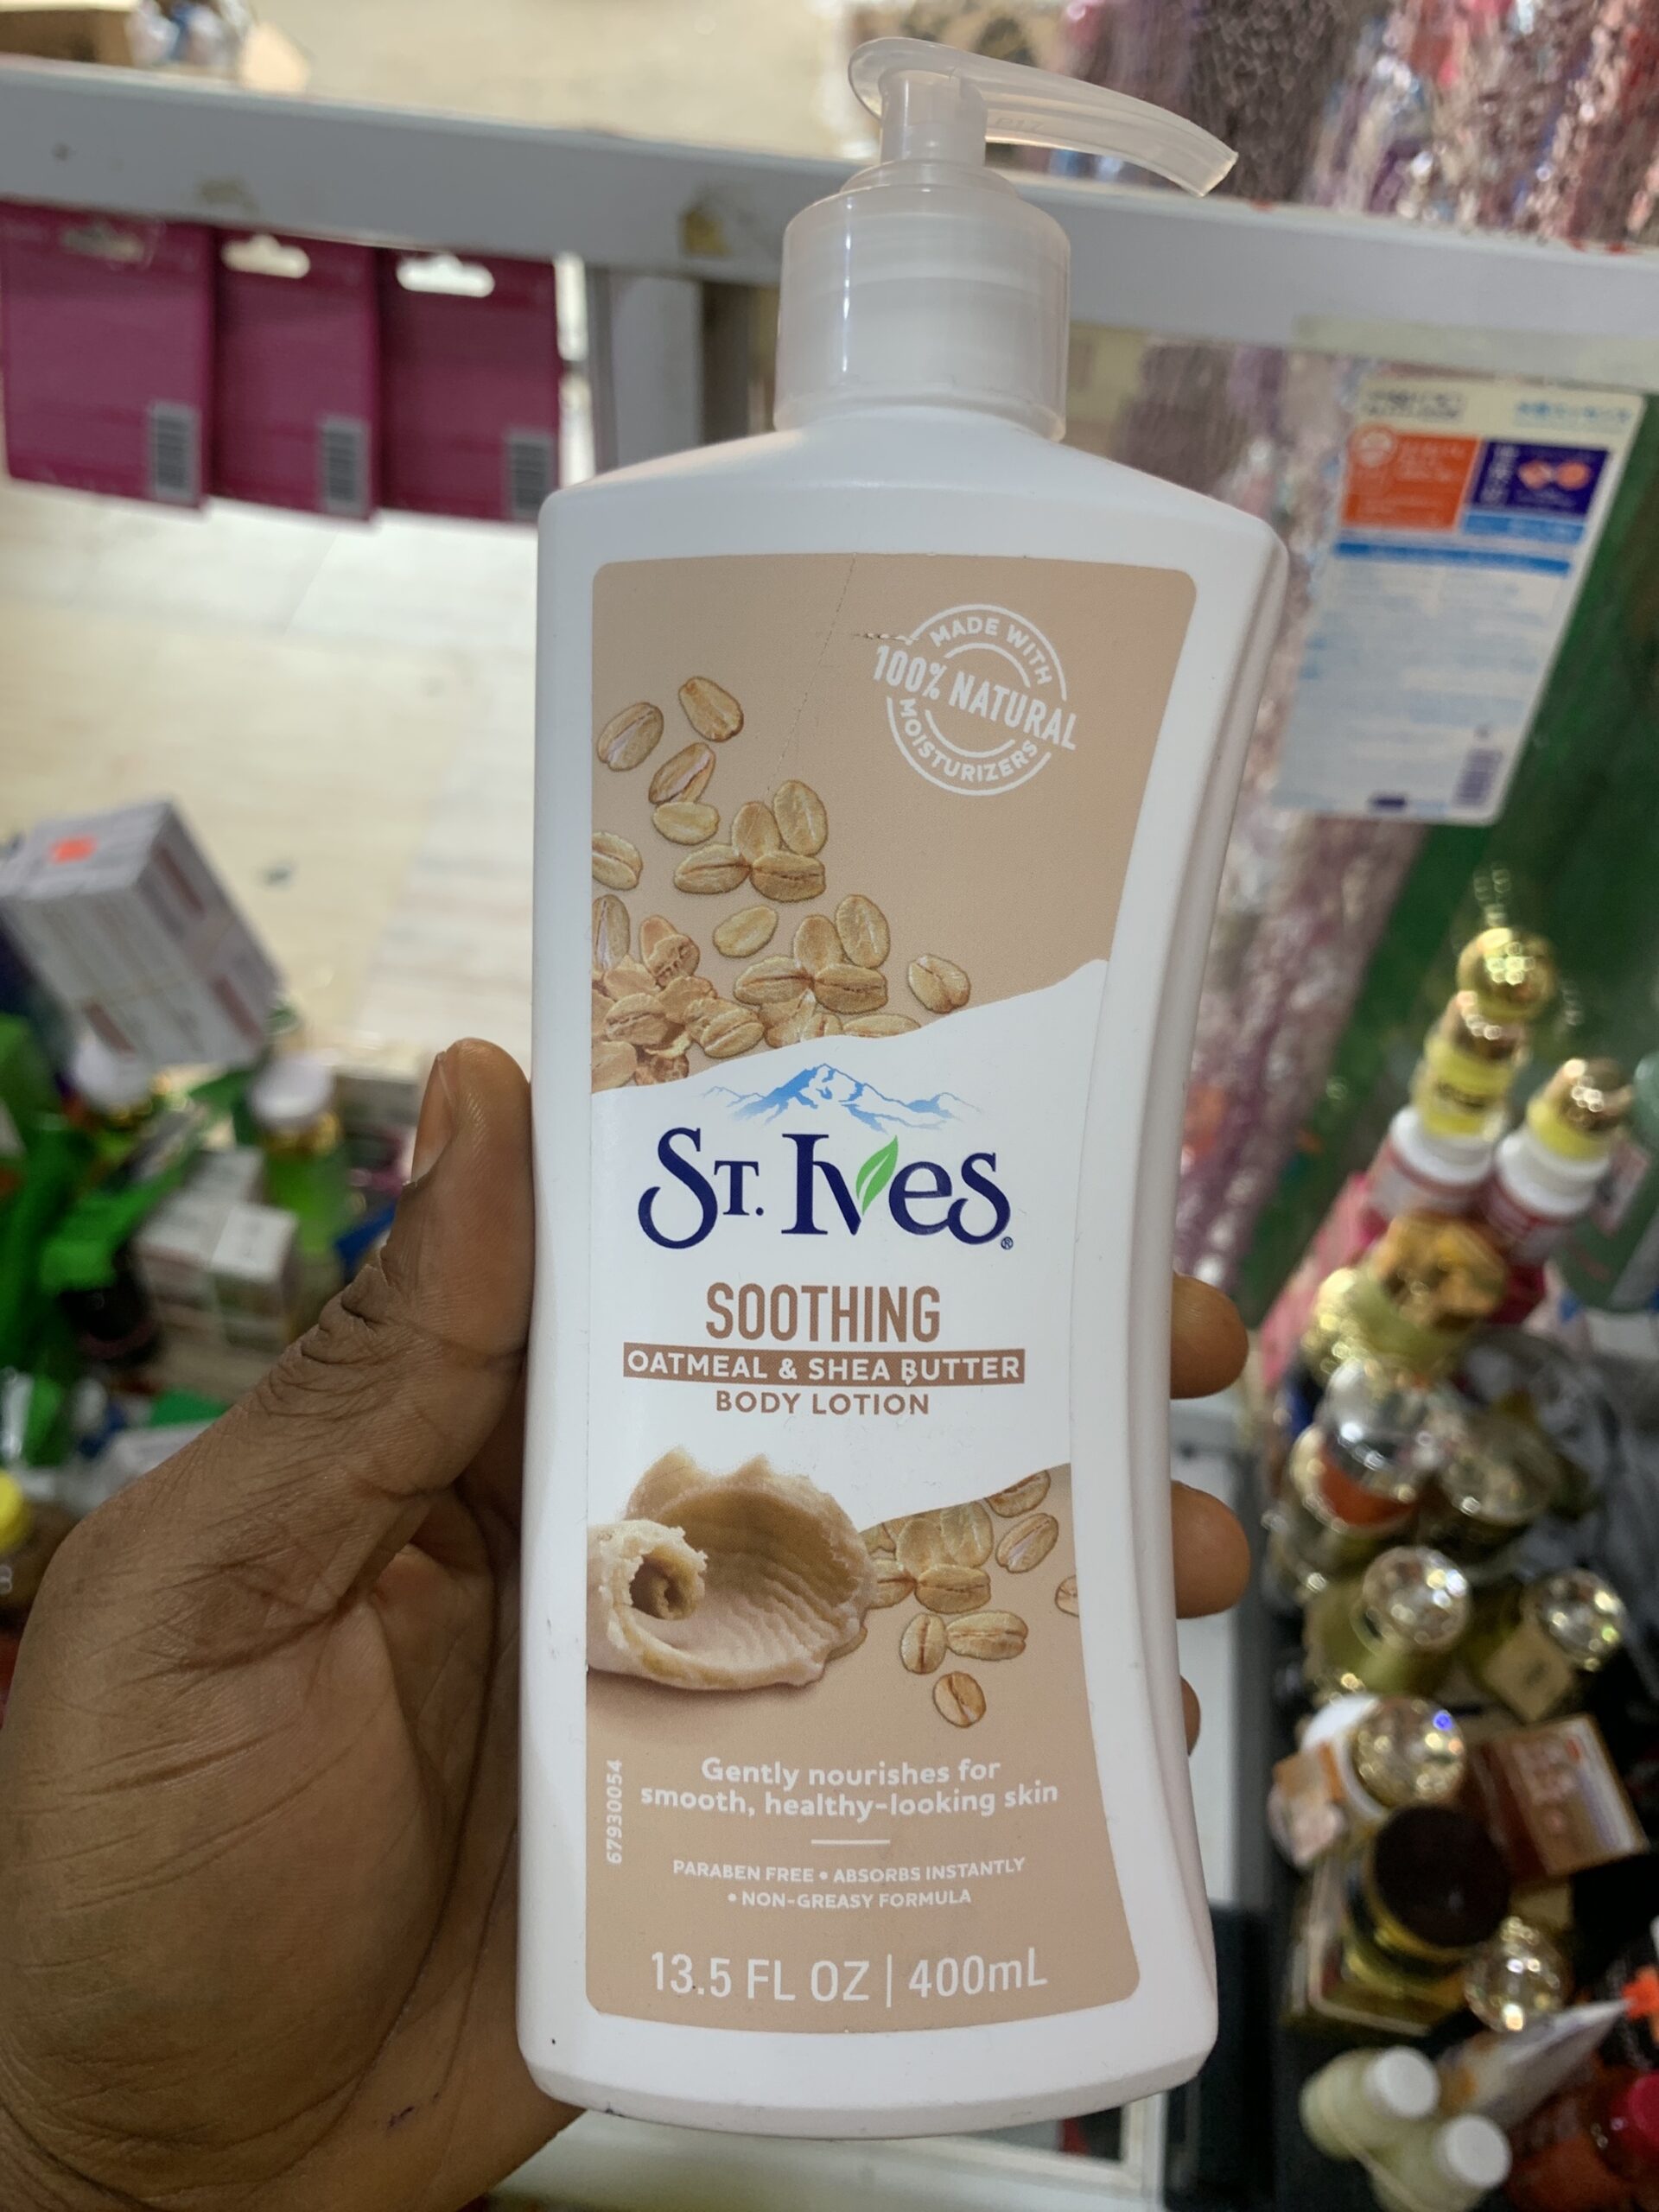 MADE WITH
100% NATURAL
MOISTURIZERS
ST. Ives®
SOOTHING
OATMEAL & SHEA BUTTER
BODY LOTION
Gently nourishes for
smooth, healthy-looking skin
67930054
PARABEN FREE • ABSORBS INSTANTLY
• NON-GREASY FORMULA
13.5 FL OZ | 400mL